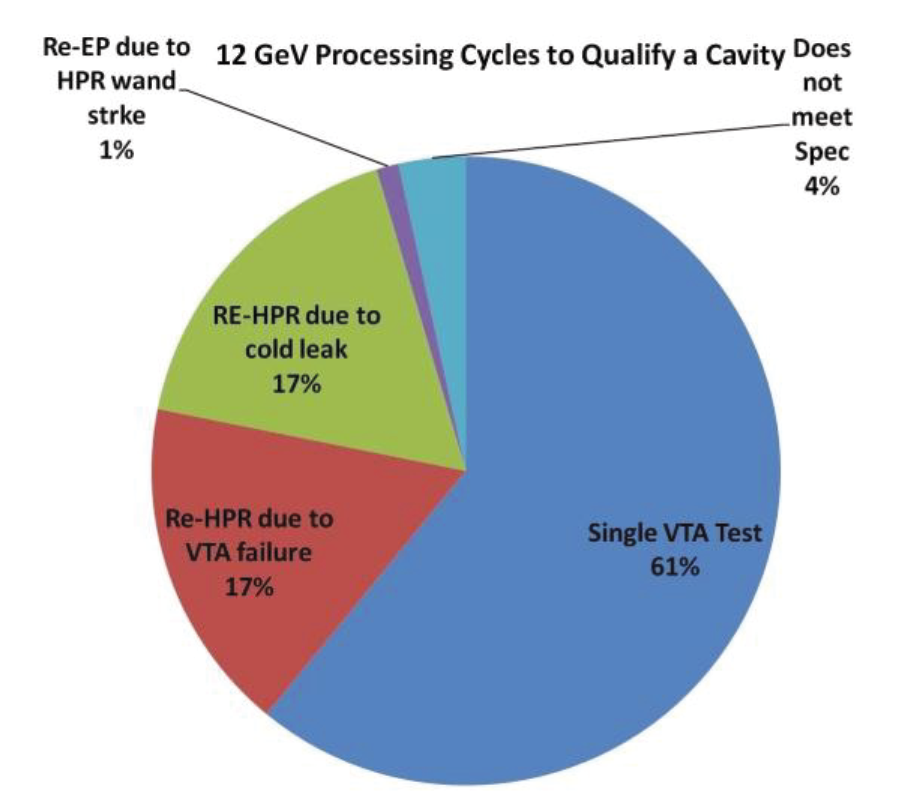 12 GeV Processing Cycles to Qualify a Cavity
Re-EP due to
HPR wand
strke
1%
Does
not
meet
Spec
4%
RE-HPR due to
cold leak
17%
Re-HPR due to
VTA failure
17%
Single VTA Test
61%